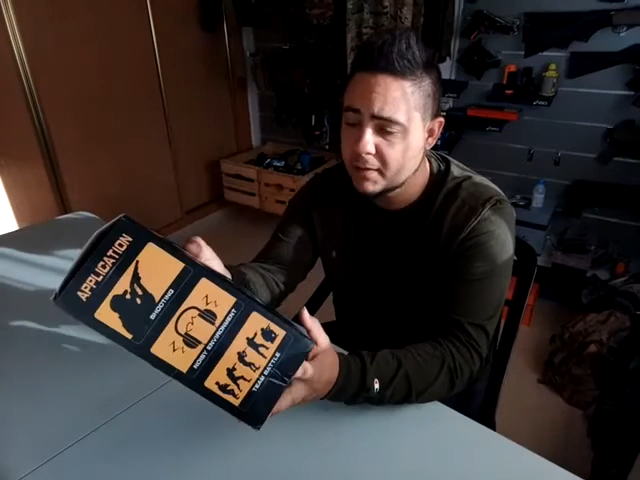 APPLICATION
SHOOTING
NOISY ENVIRONMENT
TEAM BATTLE